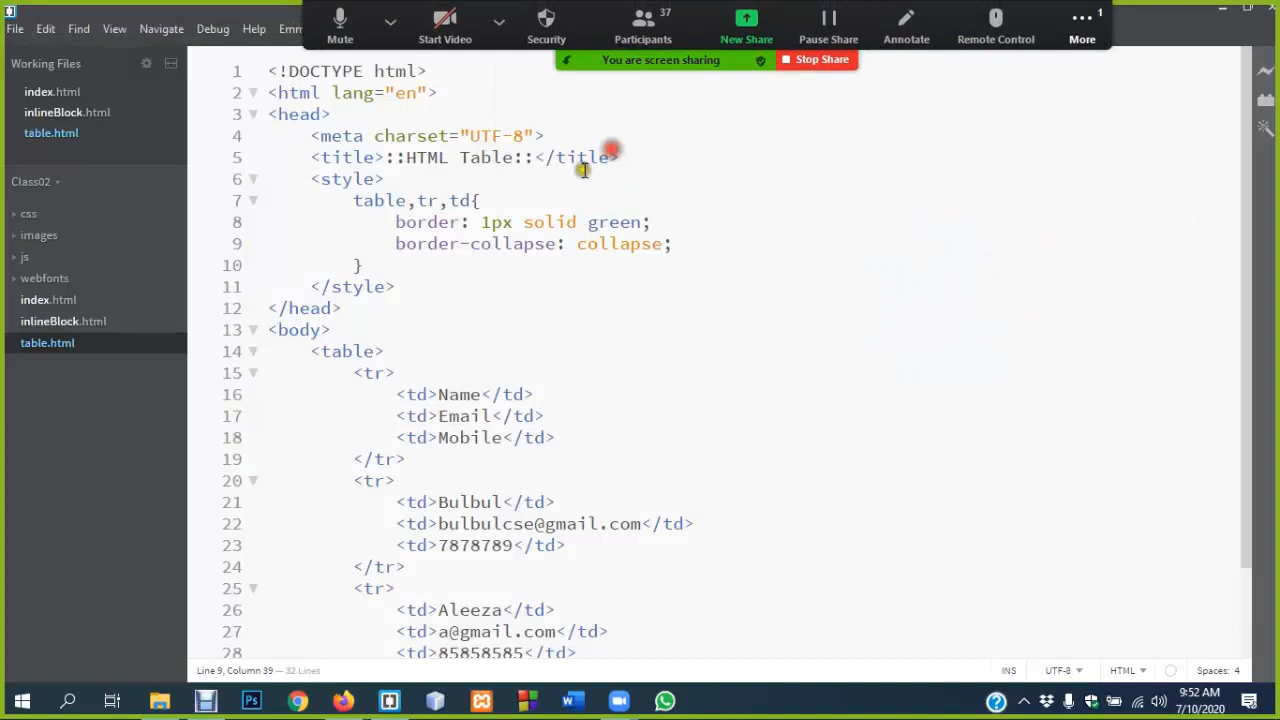 37
1
Mute
Start Video
Security
Participants
New Share
Pause Share
Annotate
Remote Control
More
You are screen sharing
Stop Share
File Edit Find View Navigate Debug Help Emm
Working Files
index.html
inlineBlock.html
table.html
Class02
css
images
js
webfonts
index.html
inlineBlock.html
table.html
1 <!DOCTYPE html>
2 <html lang="en">
3 <head>
4 <meta charset="UTF-8">
5 <title>::HTML Table::</title>
6 <style>
7 table,tr,td{
8 border: 1px solid green;
9 border-collapse: collapse;
10 }
11 </style>
12 </head>
13 <body>
14 <table>
15 <tr>
16 <td>Name</td>
17 <td>Email</td>
18 <td>Mobile</td>
19 </tr>
20 <tr>
21 <td>Bulbul</td>
22 <td>bulbulcse@gmail.com</td>
23 <td>7878789</td>
24 </tr>
25 <tr>
26 <td>Aleeza</td>
27 <td>a@gmail.com</td>
28 <td>85858585</td>
Line 9, Column 39 — 32 Lines
INS UTF-8 HTML Spaces: 4
9:52 AM
7/10/2020